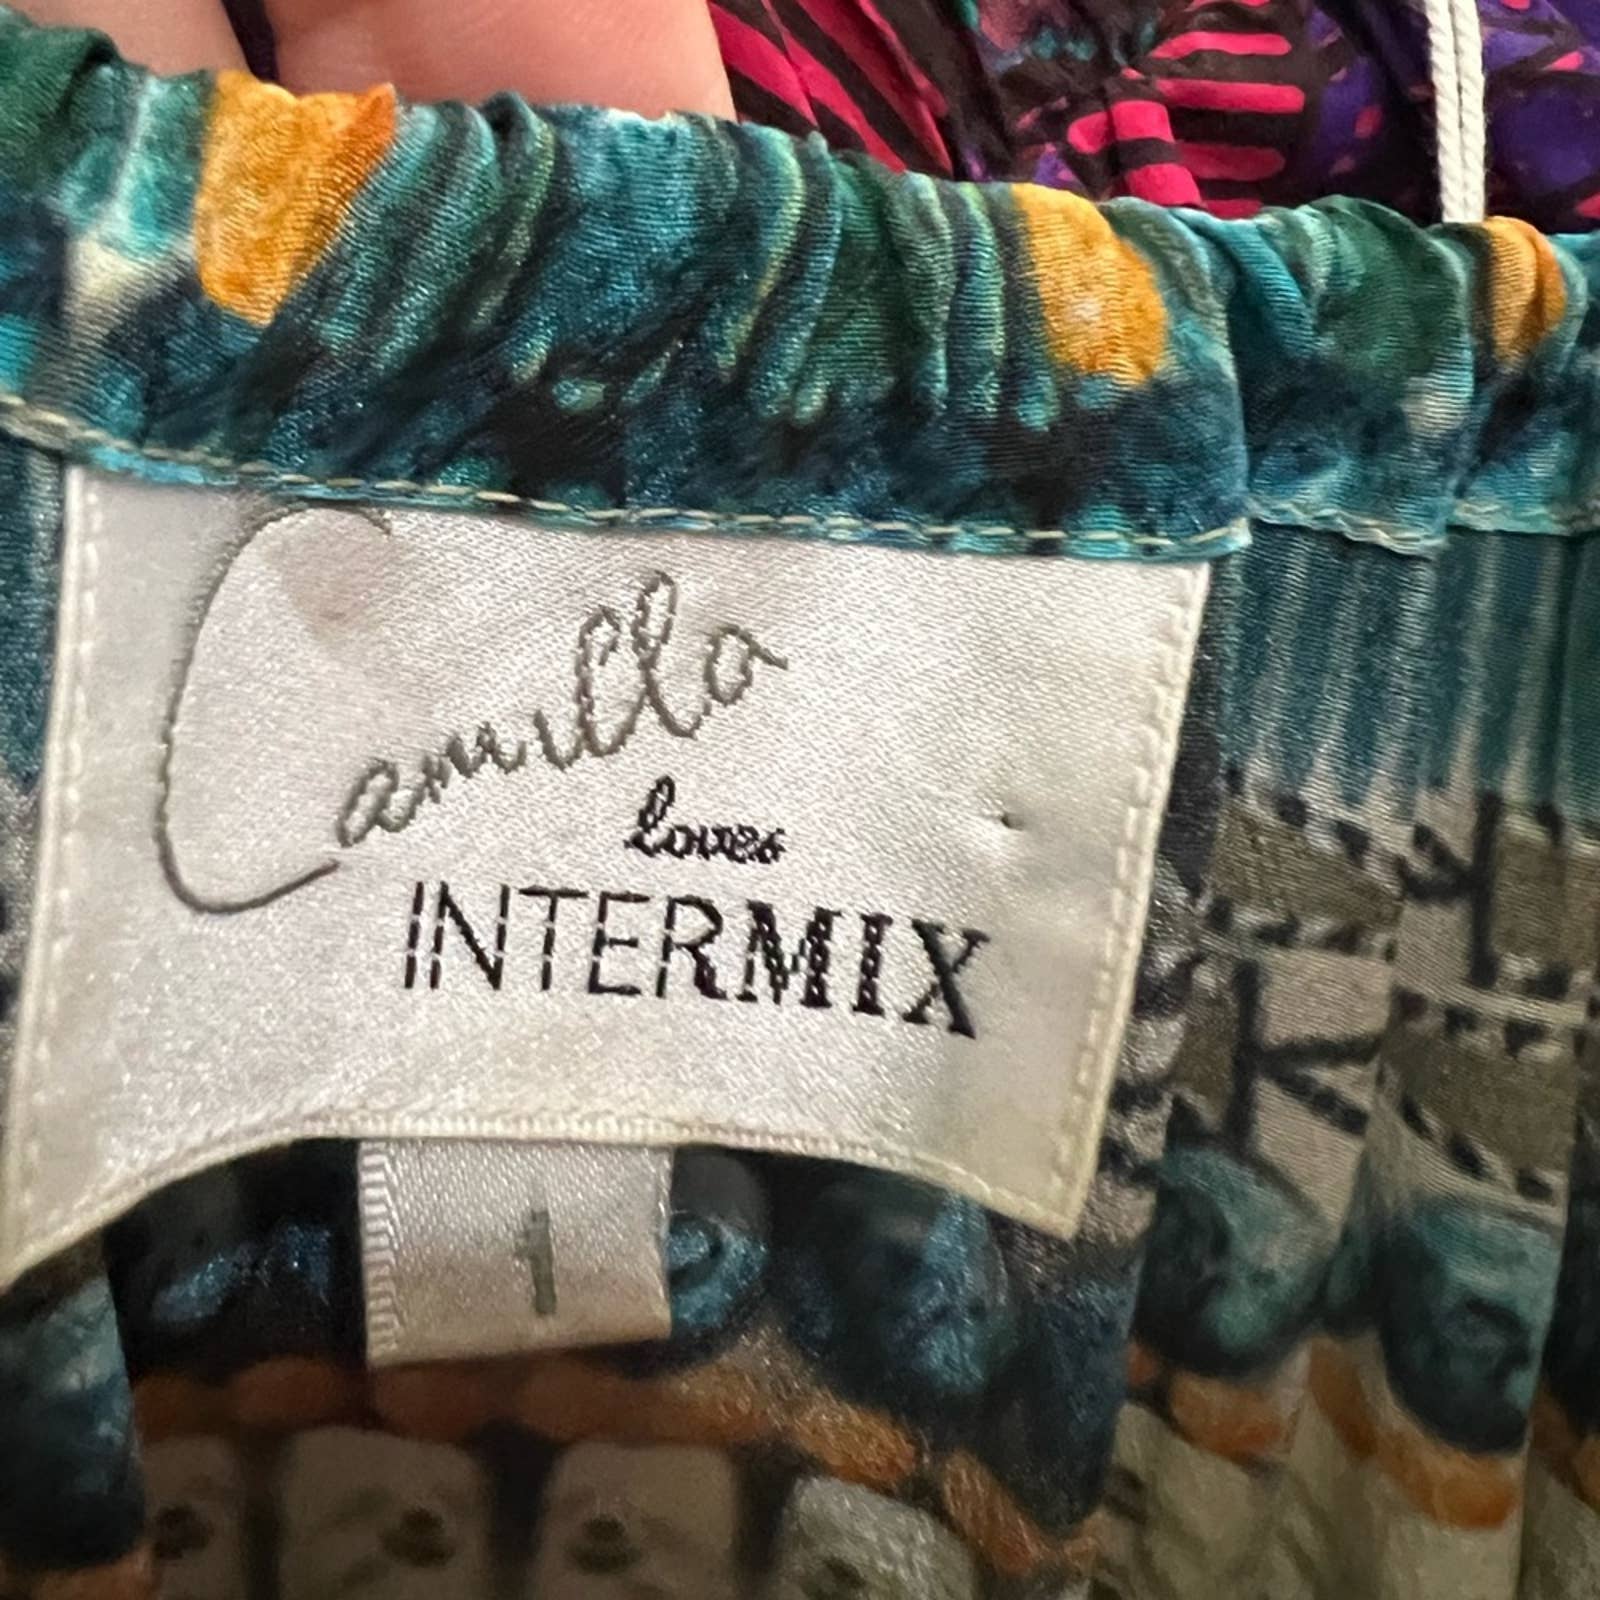 Camilla
loves
INTERMIX
1